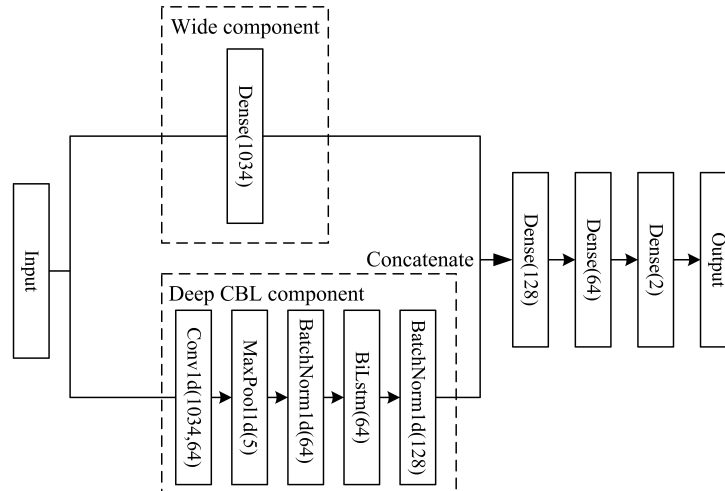 Wide component
Dense(1034)
Input
Concatenate
Deep CBL component
Conv1d(1034,64)
MaxPool1d(5)
BatchNorm1d(64)
BiLstm(64)
BatchNorm1d(128)
Dense(128)
Dense(64)
Dense(2)
Output